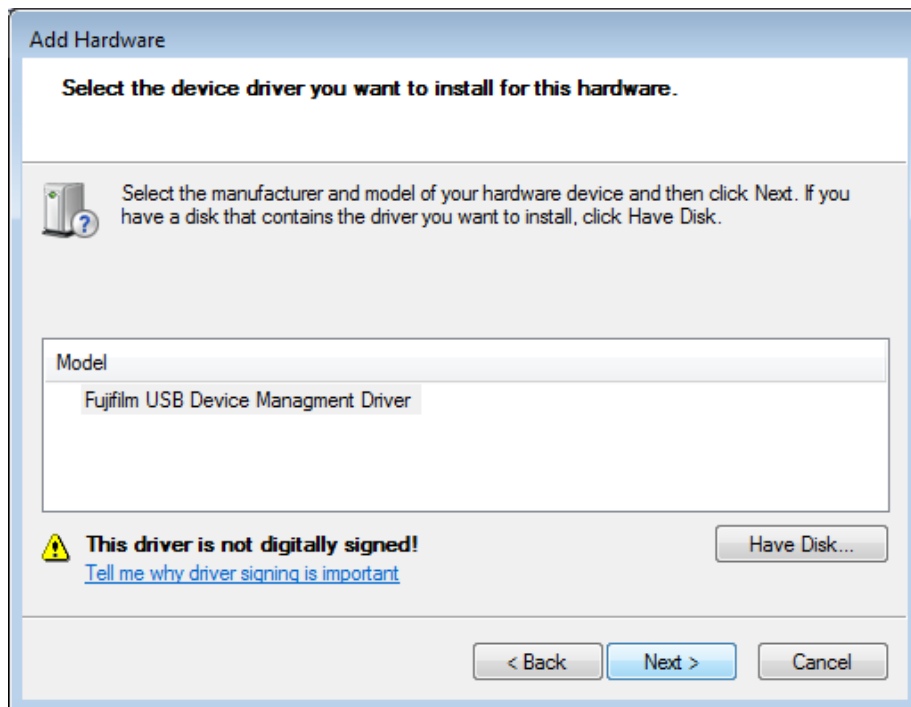 Add Hardware
Select the device driver you want to install for this hardware.
Select the manufacturer and model of your hardware device and then click Next. If you
have a disk that contains the driver you want to install, click Have Disk.
Model
Fujifilm USB Device Managment Driver
This driver is not digitally signed!
Have Disk...
Tell me why driver signing is important
< Back
Next >
Cancel